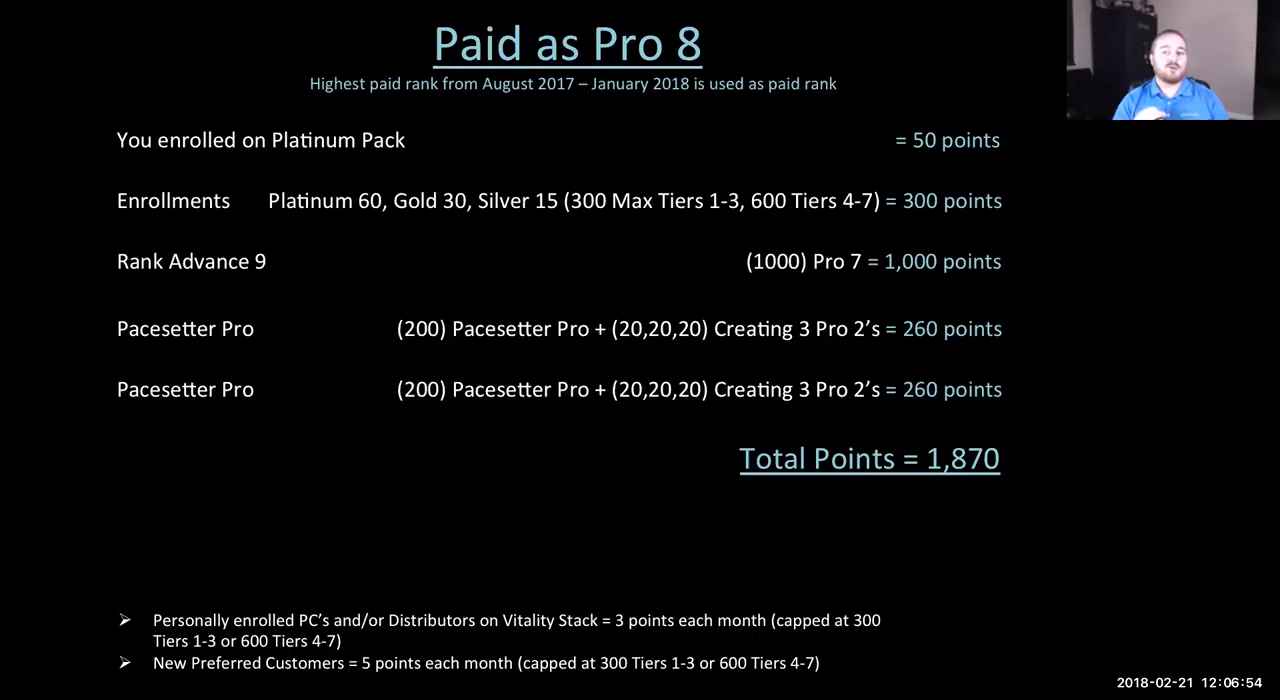 Paid as Pro 8
Highest paid rank from August 2017 – January 2018 is used as paid rank
You enrolled on Platinum Pack = 50 points
Enrollments Platinum 60, Gold 30, Silver 15 (300 Max Tiers 1-3, 600 Tiers 4-7) = 300 points
Rank Advance 9 (1000) Pro 7 = 1,000 points
Pacesetter Pro (200) Pacesetter Pro + (20,20,20) Creating 3 Pro 2’s = 260 points
Pacesetter Pro (200) Pacesetter Pro + (20,20,20) Creating 3 Pro 2’s = 260 points
Total Points = 1,870
➢ Personally enrolled PC’s and/or Distributors on Vitality Stack = 3 points each month (capped at 300
Tiers 1-3 or 600 Tiers 4-7)
➢ New Preferred Customers = 5 points each month (capped at 300 Tiers 1-3 or 600 Tiers 4-7)
2018-02-21 12:06:54